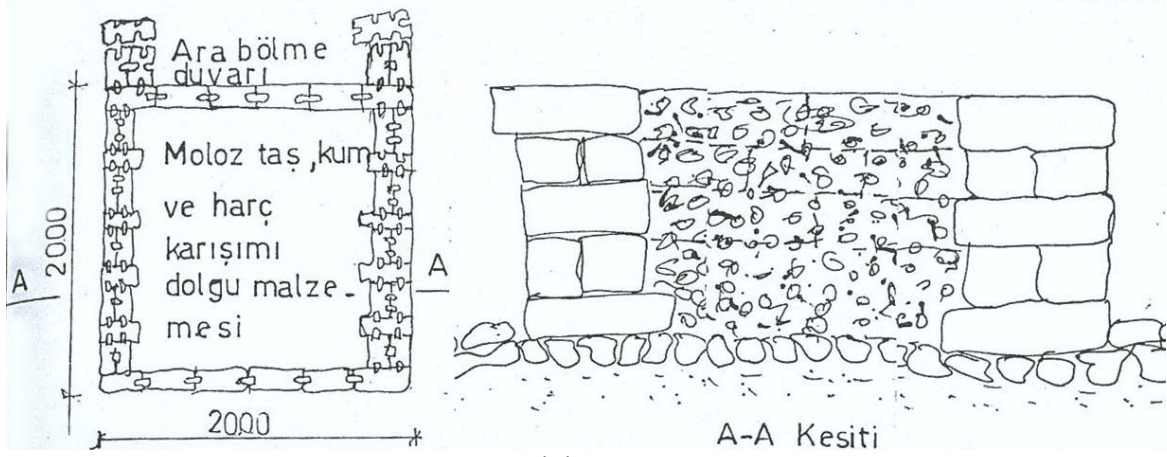 Ara bölme
duvarı
Moloz taş, kum
ve harç
karışımı
dolgu malze-
mesi
2000
2000
A
A
A-A Kesiti